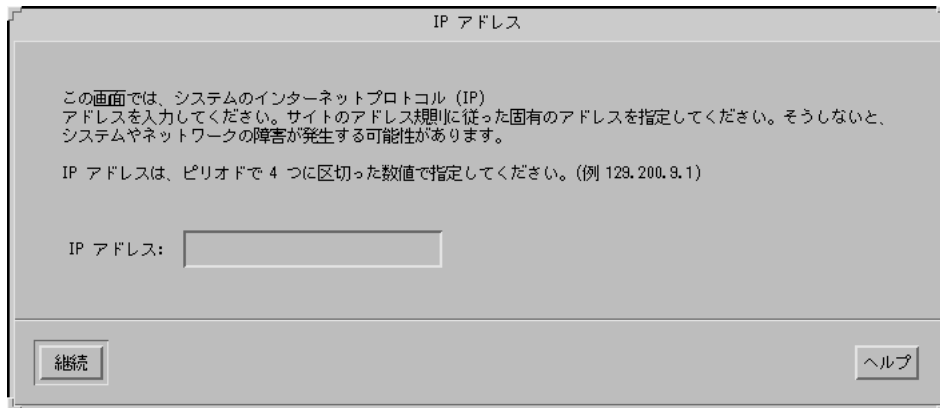 IP アドレス
この画面では、システムのインターネットプロトコル (IP)
アドレスを入力してください。サイトのアドレス規則に従った固有のアドレスを指定してください。そうしないと、
システムやネットワークの障害が発生する可能性があります。
IP アドレスは、ピリオドで 4 つに区切った数値で指定してください。(例 129.200.9.1)
IP アドレス:
継続
ヘルプ